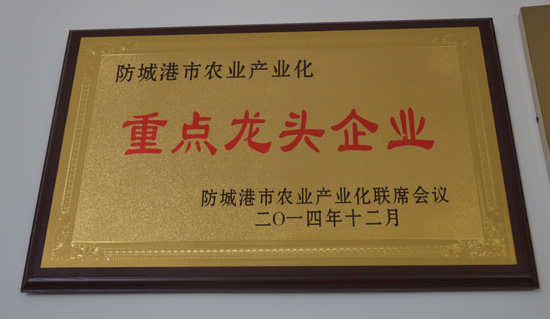 防城港市农业产业化
重点龙头企业
防城港市农业产业化联席会议
二〇一四年十二月